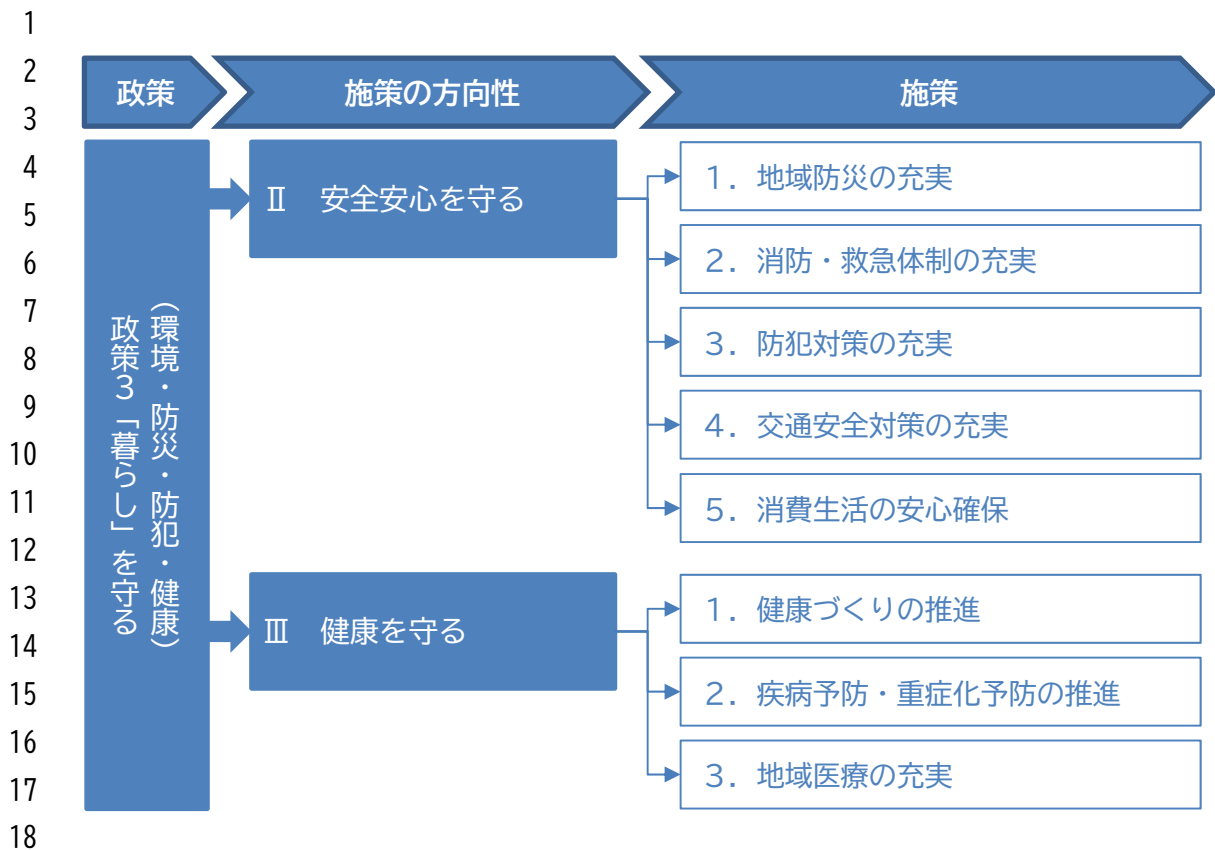 1
2
3
4
5
6
7
8
9
10
11
12
13
14
15
16
17
18
政策
施策の方向性
施策
政策3「暮らし」を守る
（環境・防災・防犯・健康）
Ⅱ　安全安心を守る
1．地域防災の充実
2．消防・救急体制の充実
3．防犯対策の充実
4．交通安全対策の充実
5．消費生活の安心確保
Ⅲ　健康を守る
1．健康づくりの推進
2．疾病予防・重症化予防の推進
3．地域医療の充実